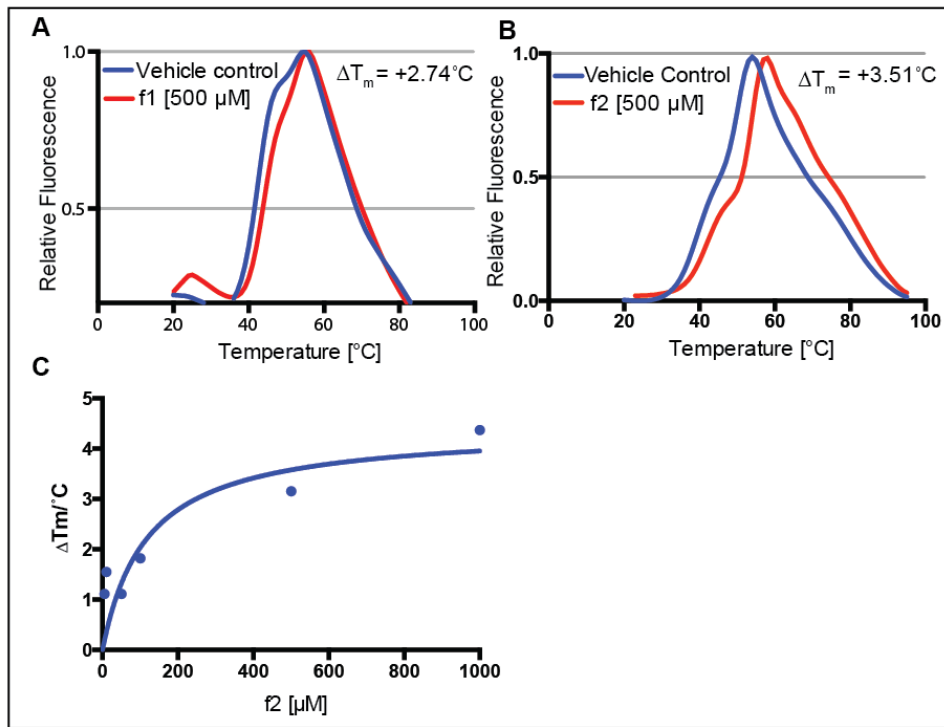 A
1.0
Vehicle control
f1 [500 µM]
ΔTm = +2.74°C
0.5
Relative Fluorescence
0 20 40 60 80 100
Temperature [°C]
B
1.0
Vehicle Control
f2 [500 µM]
ΔTm = +3.51°C
0.5
0.0
Relative Fluorescence
0 20 40 60 80 100
Temperature [°C]
C
5
4
3
2
1
0
ΔTm/°C
0 200 400 600 800 1000
f2 [µM]